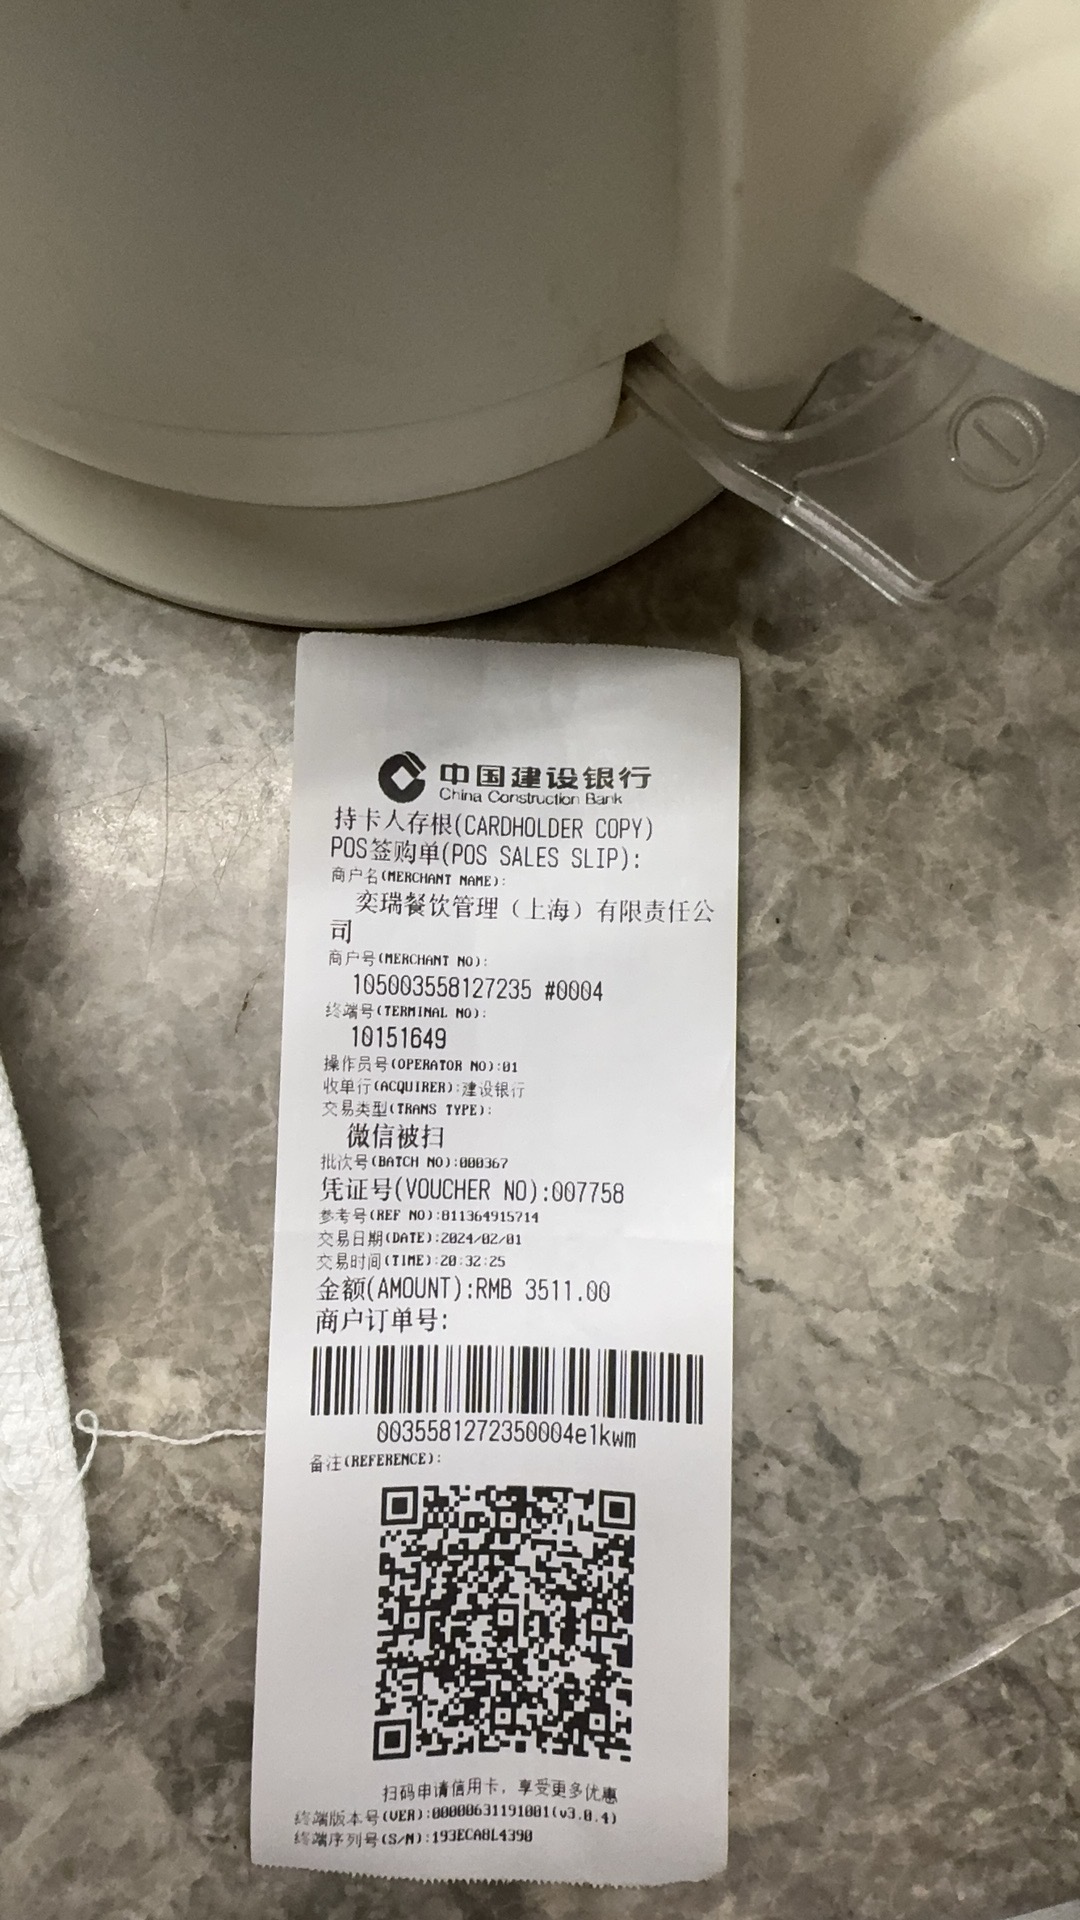 中国建设银行
China Construction Bank
持卡人存根(CARDHOLDER COPY)
POS签购单(POS SALES SLIP):
商户名(MERCHANT NAME):
奕瑞餐饮管理（上海）有限责任公
司
商户号(MERCHANT NO):
105003558127235 #0004
终端号(TERMINAL NO):
10151649
操作员号(OPERATOR NO):01
收单行(ACQUIRER):建设银行
交易类型(TRANS TYPE):
微信被扫
批次号(BATCH NO):000367
凭证号(VOUCHER NO):007758
参考号(REF NO):011364915714
交易日期(DATE):2024/02/01
交易时间(TIME):20:32:25
金额(AMOUNT):RMB 3511.00
商户订单号:
0035581272350004e1kwm
备注(REFERENCE):
扫码申请信用卡，享受更多优惠
终端版本号(VER):00000631191001(v3.0.4)
终端序列号(S/N):193ECA8L4390